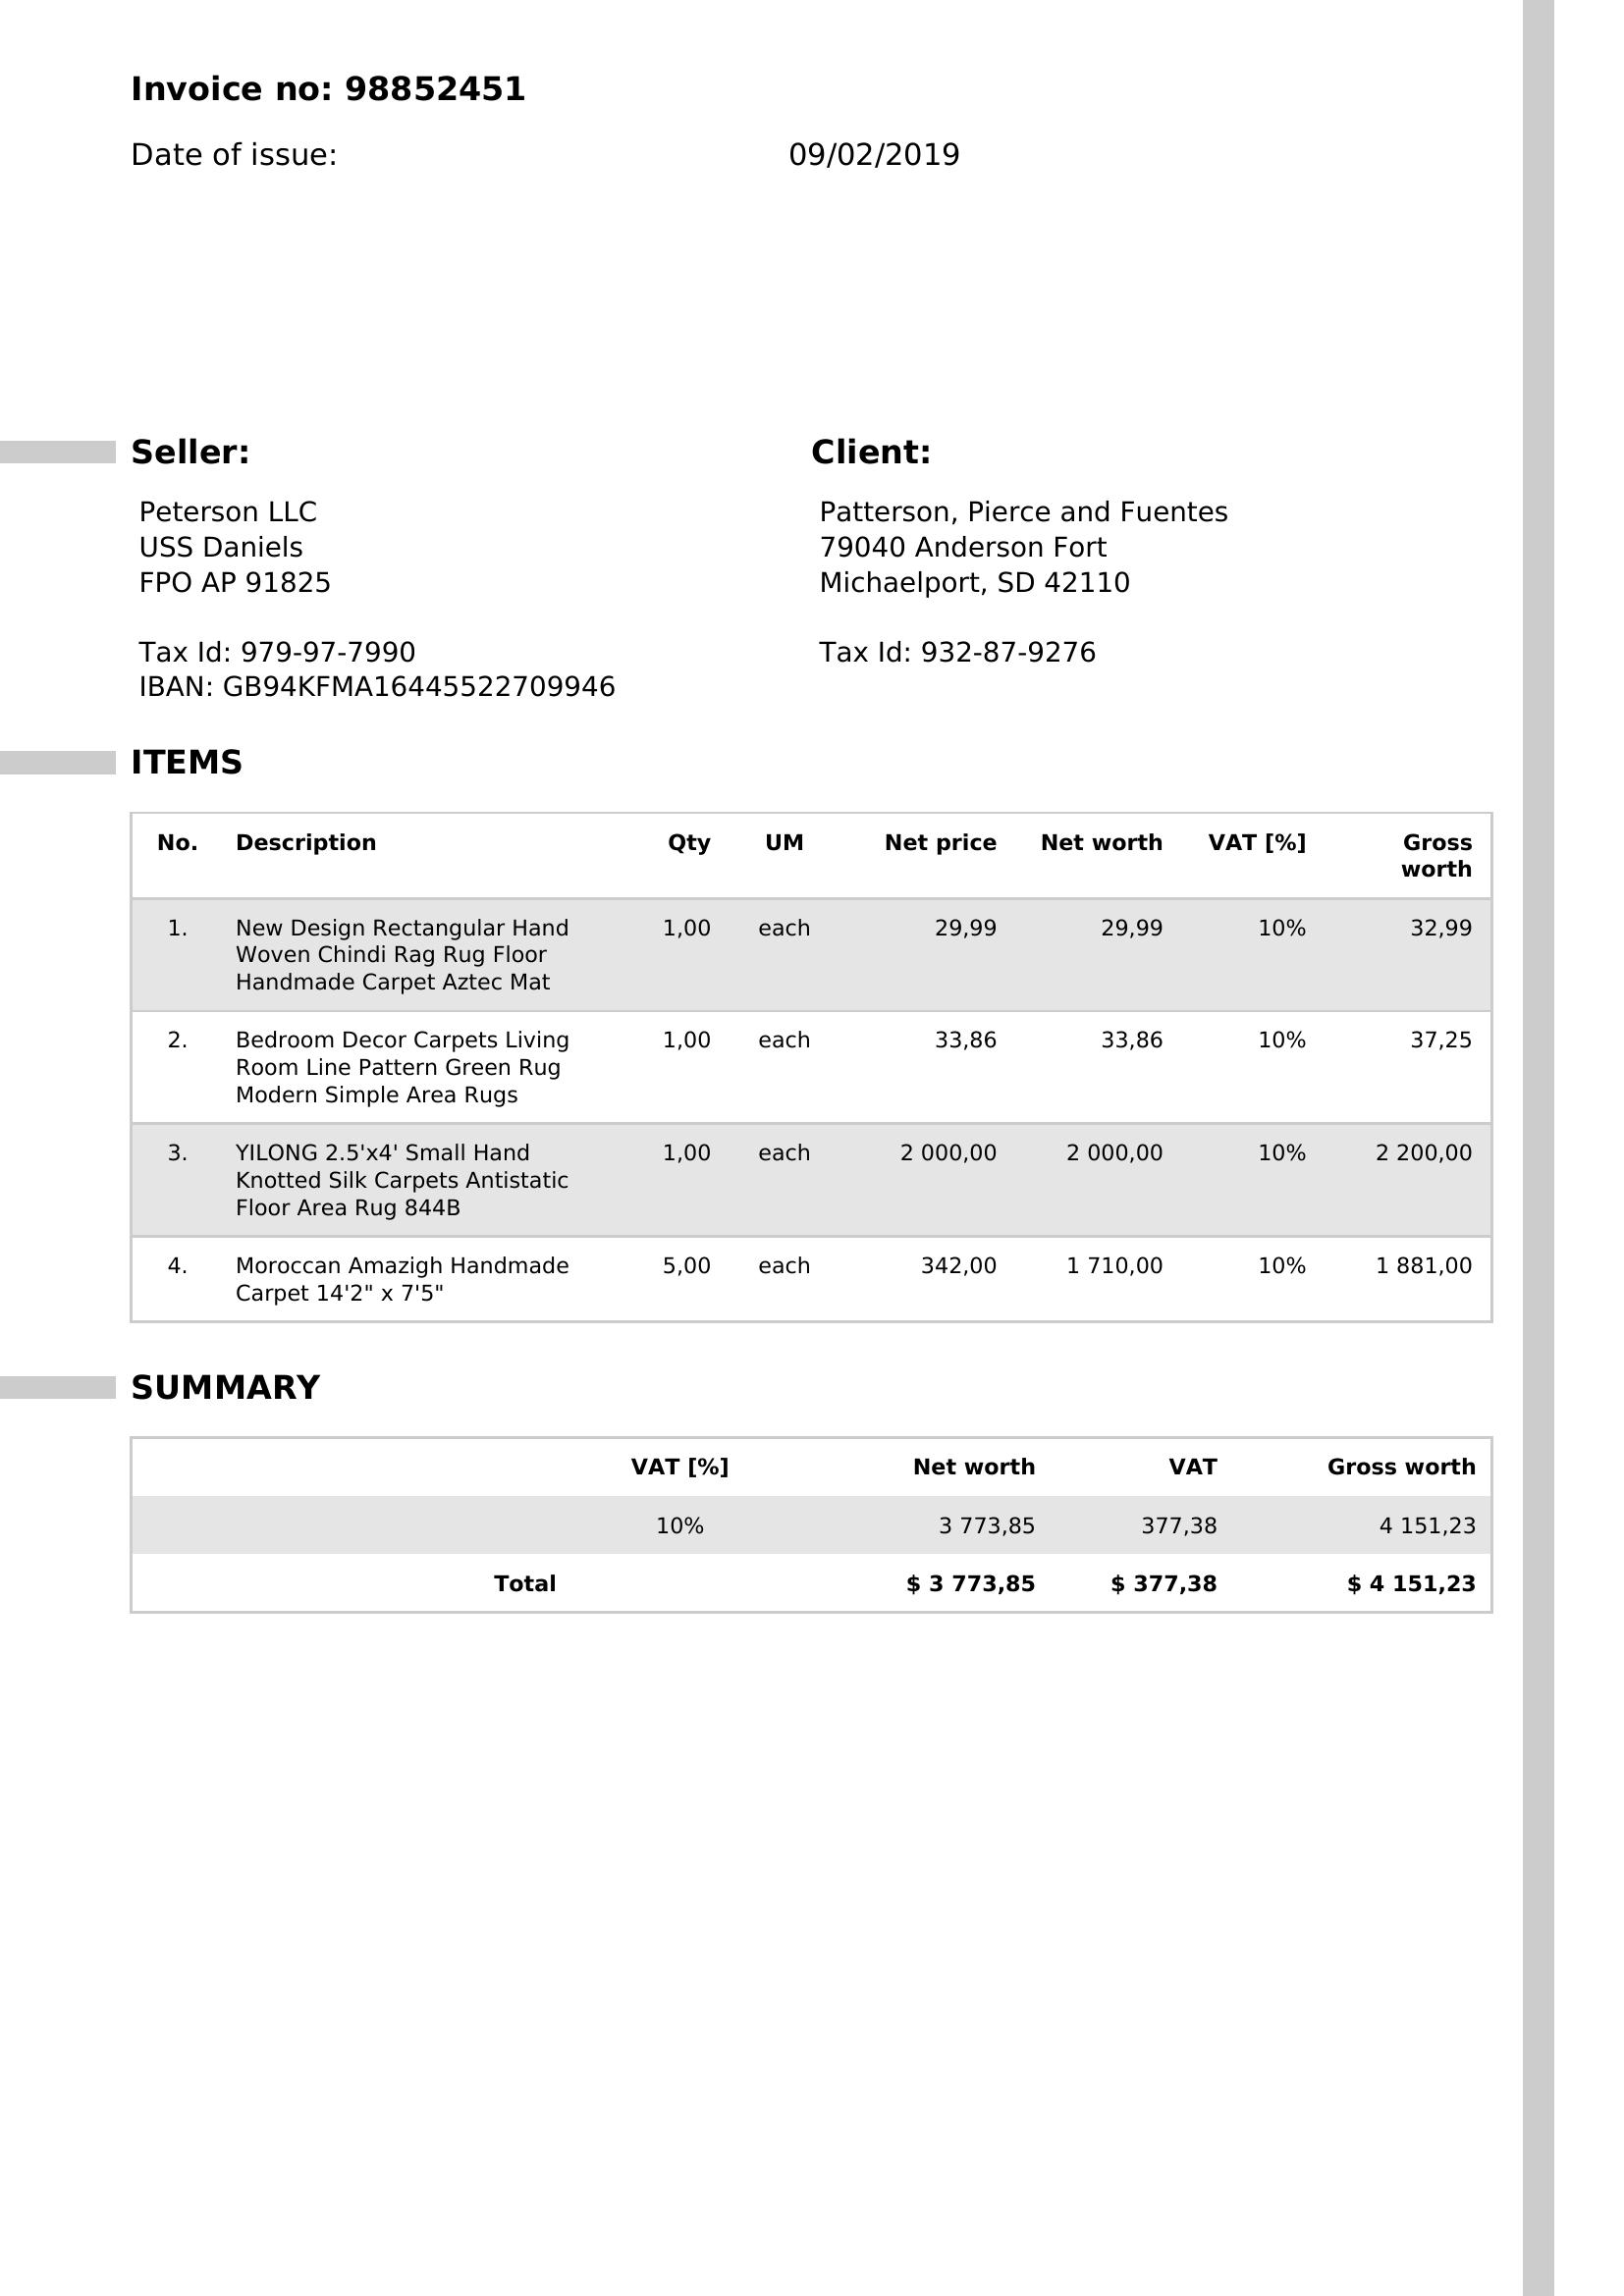 Invoice no: 98852451
Date of issue: 09/02/2019
Seller:
Peterson LLC
USS Daniels
FPO AP 91825
Tax Id: 979-97-7990
IBAN: GB94KFMA16445522709946
Client:
Patterson, Pierce and Fuentes
79040 Anderson Fort
Michaelport, SD 42110
Tax Id: 932-87-9276
ITEMS
No. Description Qty UM Net price Net worth VAT [%] Gross
worth
1. New Design Rectangular Hand 1,00 each 29,99 29,99 10% 32,99
Woven Chindi Rag Rug Floor
Handmade Carpet Aztec Mat
2. Bedroom Decor Carpets Living 1,00 each 33,86 33,86 10% 37,25
Room Line Pattern Green Rug
Modern Simple Area Rugs
3. YILONG 2.5'x4' Small Hand 1,00 each 2 000,00 2 000,00 10% 2 200,00
Knotted Silk Carpets Antistatic
Floor Area Rug 844B
4. Moroccan Amazigh Handmade 5,00 each 342,00 1 710,00 10% 1 881,00
Carpet 14'2" x 7'5"
SUMMARY
VAT [%] Net worth VAT Gross worth
10% 3 773,85 377,38 4 151,23
Total $ 3 773,85 $ 377,38 $ 4 151,23